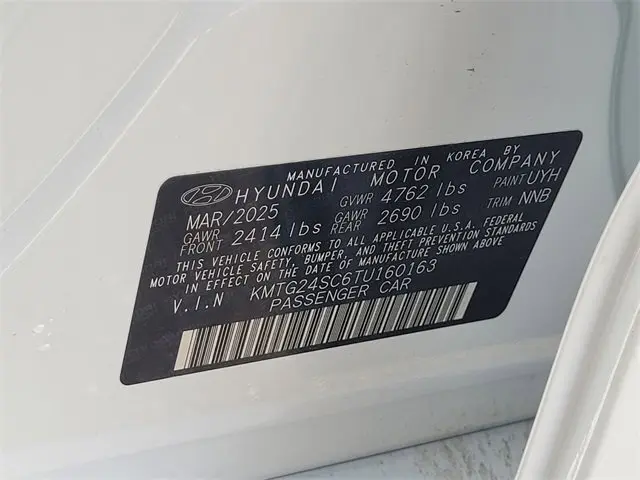 MANUFACTURED IN KOREA BY
HYUNDAI MOTOR COMPANY
MAR/2025 GVWR 4762 lbs PAINT UYH
GAWR FRONT 2414 lbs GAWR REAR 2690 lbs TRIM NNB
THIS VEHICLE CONFORMS TO ALL APPLICABLE U.S.A. FEDERAL
MOTOR VEHICLE SAFETY, BUMPER, AND THEFT PREVENTION STANDARDS
IN EFFECT ON THE DATE OF MANUFACTURE SHOWN ABOVE.
V.I.N KMTG24SC6TU160163
PASSENGER CAR